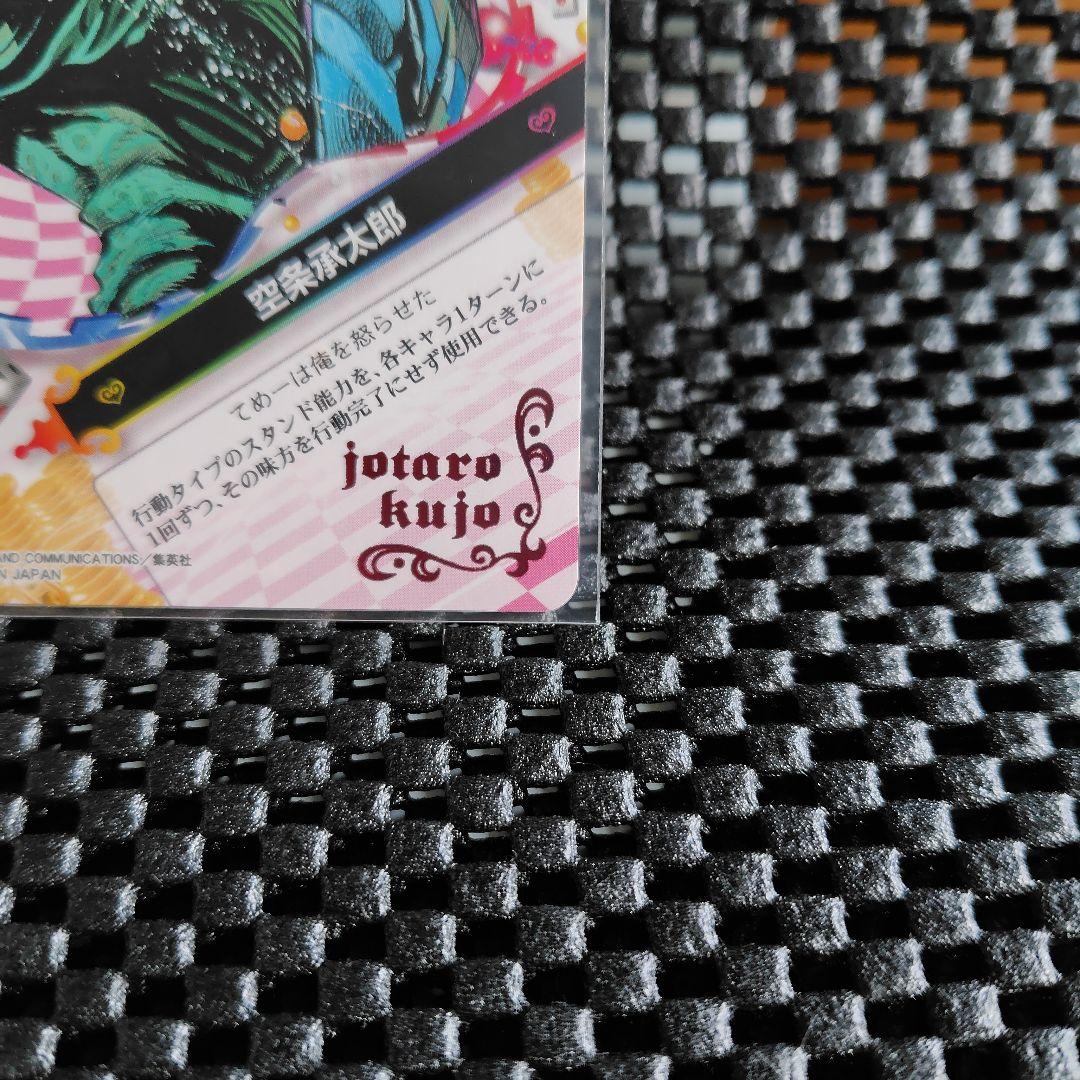 空条承太郎
てめーは俺を怒らせた
行動タイプのスタンド能力を、各キャラ1ターンに
1回ずつ、その味方を行動完了にせず使用できる。
jotaro
kujo
AND COMMUNICATIONS／集英社
N JAPAN